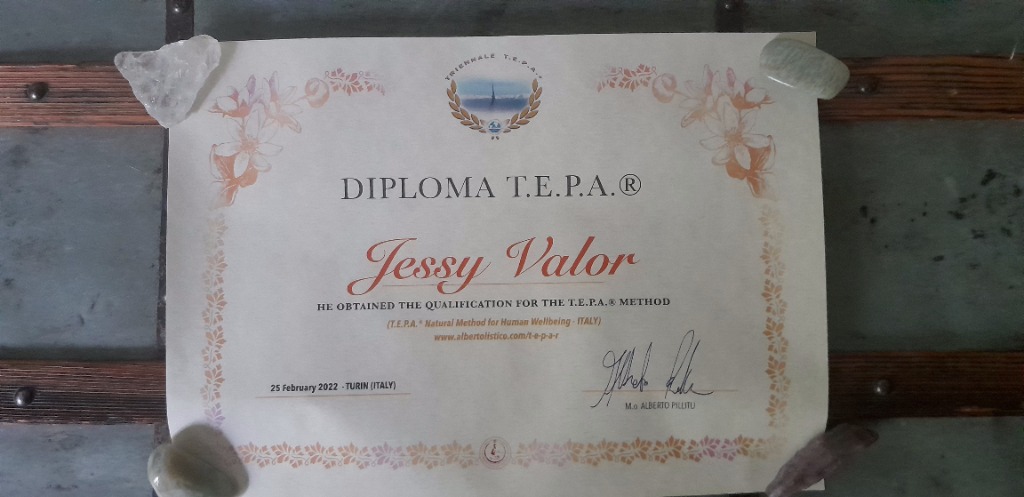 TRIENNALE T.E.P.A.®
DIPLOMA T.E.P.A.®
Jessy Valor
HE OBTAINED THE QUALIFICATION FOR THE T.E.P.A.® METHOD
(T.E.P.A.® Natural Method for Human Wellbeing - ITALY)
www.albertolistico.com/t-e-p-a-r
25 February 2022 - TURIN (ITALY)
M.o ALBERTO PILLITU